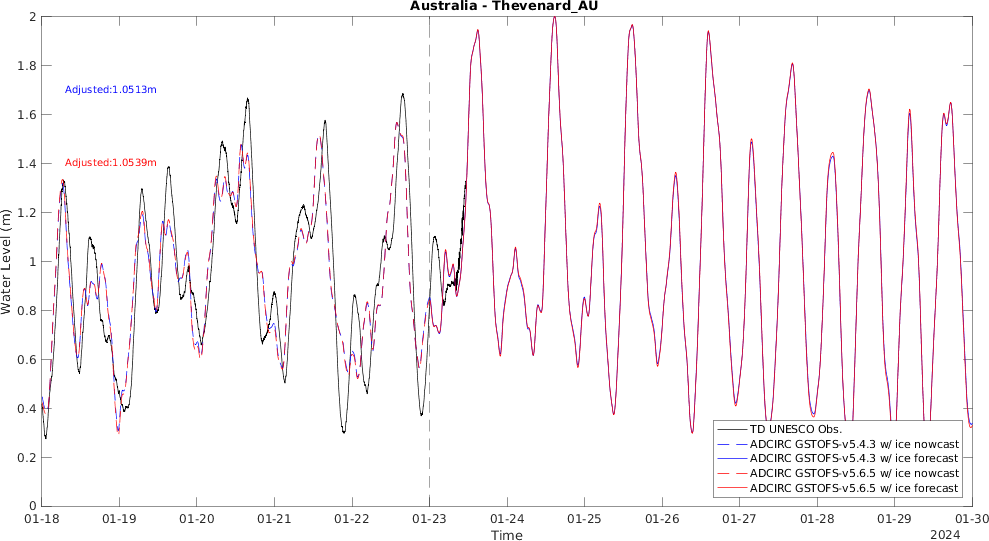 Australia - Thevenard_AU
2
1.8
1.6
1.4
1.2
1
0.8
0.6
0.4
0.2
0
Water Level (m)
Adjusted:1.0513m
Adjusted:1.0539m
TD UNESCO Obs.
ADCIRC GSTOFS-v5.4.3 w/ ice nowcast
ADCIRC GSTOFS-v5.4.3 w/ ice forecast
ADCIRC GSTOFS-v5.6.5 w/ ice nowcast
ADCIRC GSTOFS-v5.6.5 w/ ice forecast
01-18 01-19 01-20 01-21 01-22 01-23 01-24 01-25 01-26 01-27 01-28 01-29 01-30
Time
2024